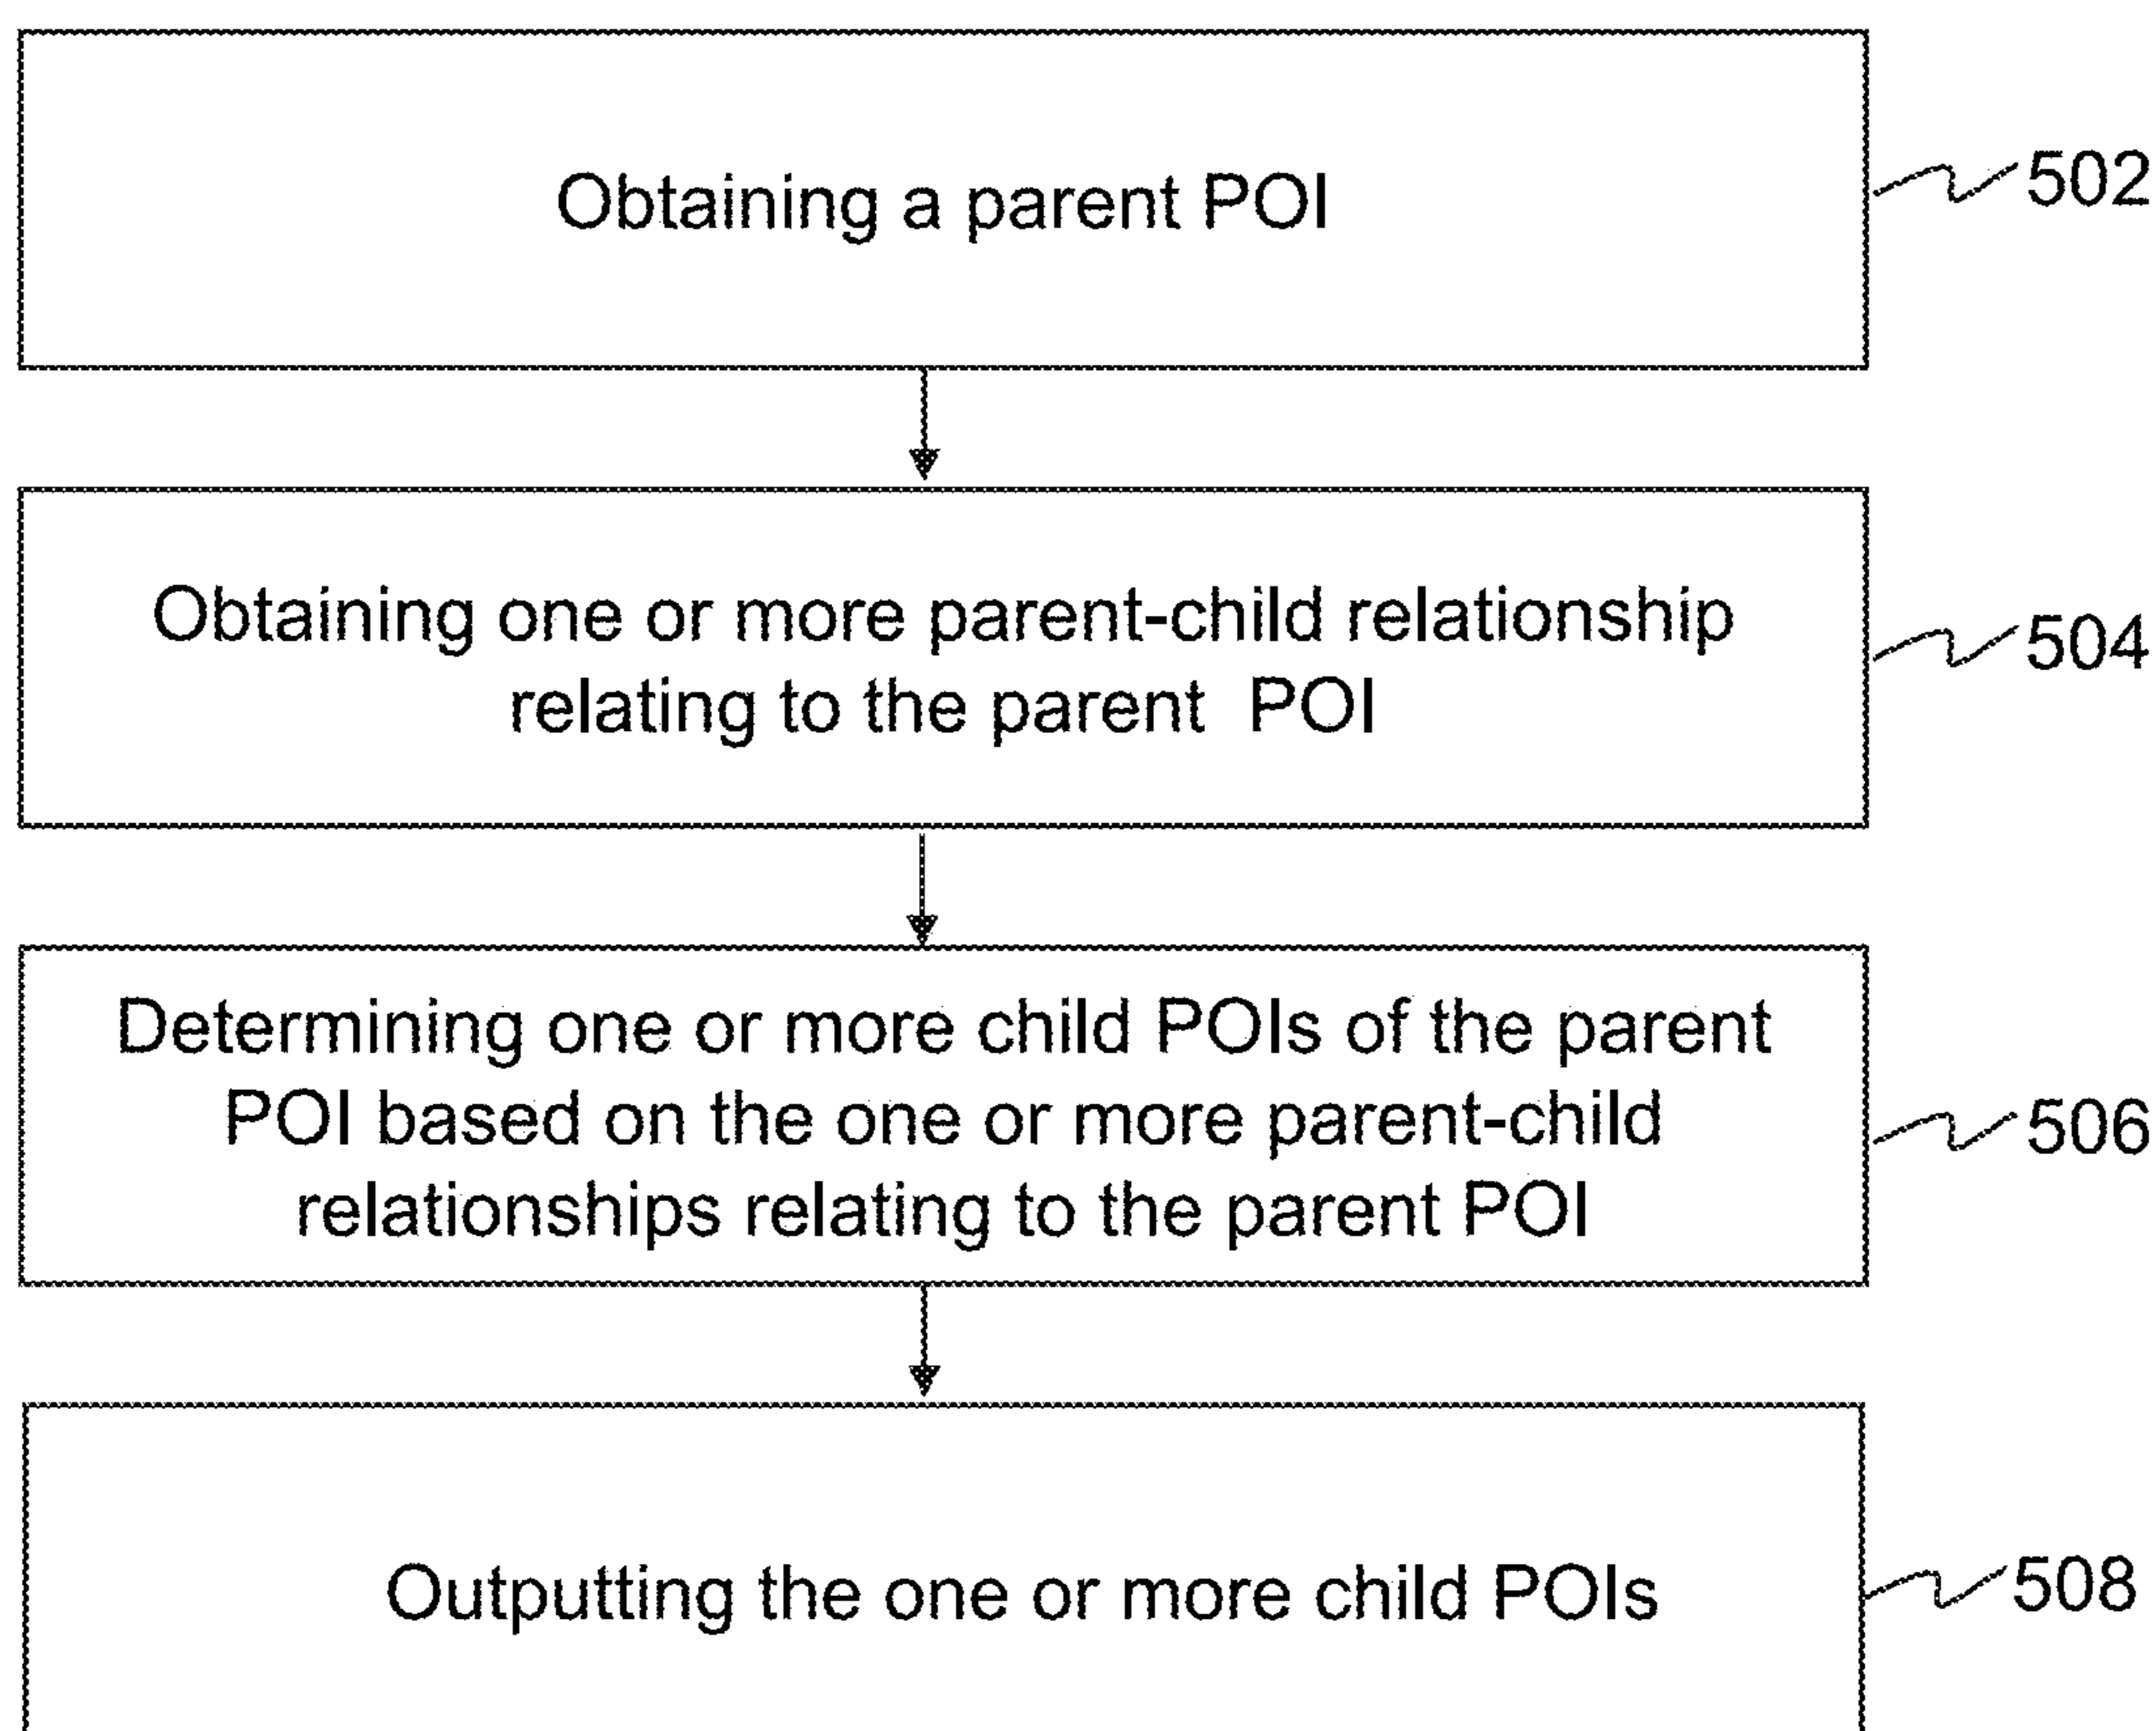 Obtaining a parent POI
502
Obtaining one or more parent-child relationship
relating to the parent POI
504
Determining one or more child POIs of the parent
POI based on the one or more parent-child
relationships relating to the parent POI
506
Outputting the one or more child POIs
508